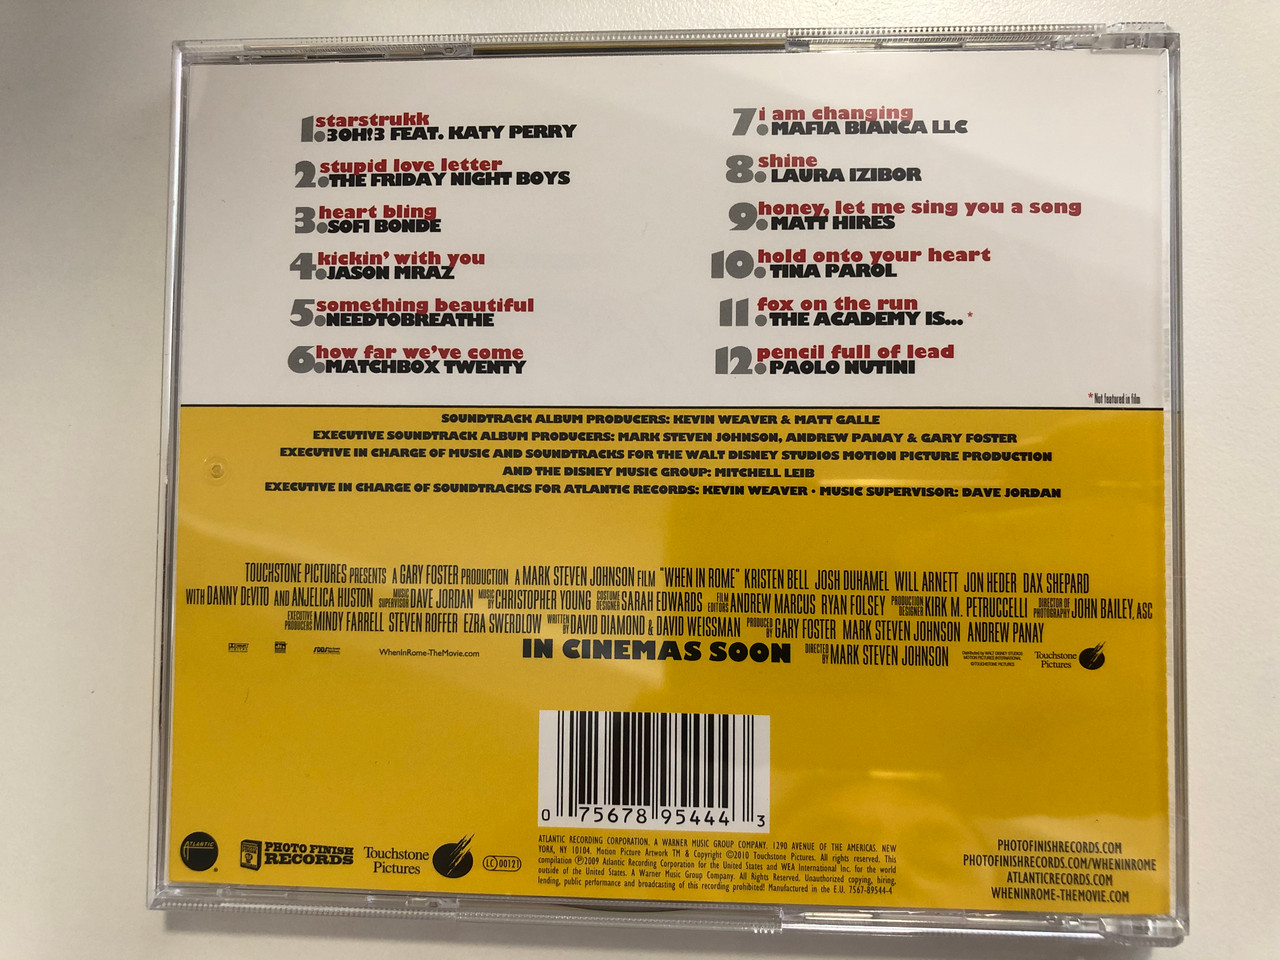 1. starstrukk
3OH!3 FEAT. KATY PERRY
2. stupid love letter
THE FRIDAY NIGHT BOYS
3. heart bling
SOFI BONDE
4. kickin' with you
JASON MRAZ
5. something beautiful
NEEDTOBREATHE
6. how far we've come
MATCHBOX TWENTY
7. i am changing
MAFIA BIANCA LLC
8. shine
LAURA IZIBOR
9. honey, let me sing you a song
MATT HIRES
10. hold onto your heart
TINA PAROL
11. fox on the run
THE ACADEMY IS... *
12. pencil full of lead
PAOLO NUTINI
* Not featured in film
SOUNDTRACK ALBUM PRODUCERS: KEVIN WEAVER & MATT GALLE
EXECUTIVE SOUNDTRACK ALBUM PRODUCERS: MARK STEVEN JOHNSON, ANDREW PANAY & GARY FOSTER
EXECUTIVE IN CHARGE OF MUSIC AND SOUNDTRACKS FOR THE WALT DISNEY STUDIOS MOTION PICTURE PRODUCTION
AND THE DISNEY MUSIC GROUP: MITCHELL LEIB
EXECUTIVE IN CHARGE OF SOUNDTRACKS FOR ATLANTIC RECORDS: KEVIN WEAVER • MUSIC SUPERVISOR: DAVE JORDAN
TOUCHSTONE PICTURES PRESENTS A GARY FOSTER PRODUCTION A MARK STEVEN JOHNSON FILM "WHEN IN ROME" KRISTEN BELL JOSH DUHAMEL WILL ARNETT JON HEDER DAX SHEPARD
WITH DANNY DEVITO AND ANJELICA HUSTON MUSIC SUPERVISOR DAVE JORDAN MUSIC BY CHRISTOPHER YOUNG COSTUME DESIGNER SARAH EDWARDS FILM EDITORS ANDREW MARCUS RYAN FOLSEY PRODUCTION DESIGNER KIRK M. PETRUCCELLI DIRECTOR OF PHOTOGRAPHY JOHN BAILEY, ASC
EXECUTIVE PRODUCERS MINDY FARRELL STEVEN ROFFER EZRA SWERDLOW WRITTEN BY DAVID DIAMOND & DAVID WEISSMAN PRODUCED BY GARY FOSTER MARK STEVEN JOHNSON ANDREW PANAY
WhenInRome-TheMovie.com IN CINEMAS SOON DIRECTED BY MARK STEVEN JOHNSON
Distributed by WALT DISNEY STUDIOS
MOTION PICTURES INTERNATIONAL
©TOUCHSTONE PICTURES
Touchstone
Pictures
0 75678 95444 3
ATLANTIC
PHOTO FINISH
RECORDS
Touchstone
Pictures
LC 00121
ATLANTIC RECORDING CORPORATION, A WARNER MUSIC GROUP COMPANY. 1290 AVENUE OF THE AMERICAS. NEW
YORK, NY 10104. Motion Picture Artwork TM & Copyright ©2010 Touchstone Pictures. All rights reserved. This
compilation ℗2009 Atlantic Recording Corporation for the United States and WEA International Inc. for the world
outside of the United States. A Warner Music Group Company. All Rights Reserved. Unauthorized copying, hiring,
lending, public performance and broadcasting of this recording prohibited! Manufactured in the E.U. 7567-89544-4
PHOTOFINISHRECORDS.COM
PHOTOFINISHRECORDS.COM/WHENINROME
ATLANTICRECORDS.COM
WHENINROME-THEMOVIE.COM